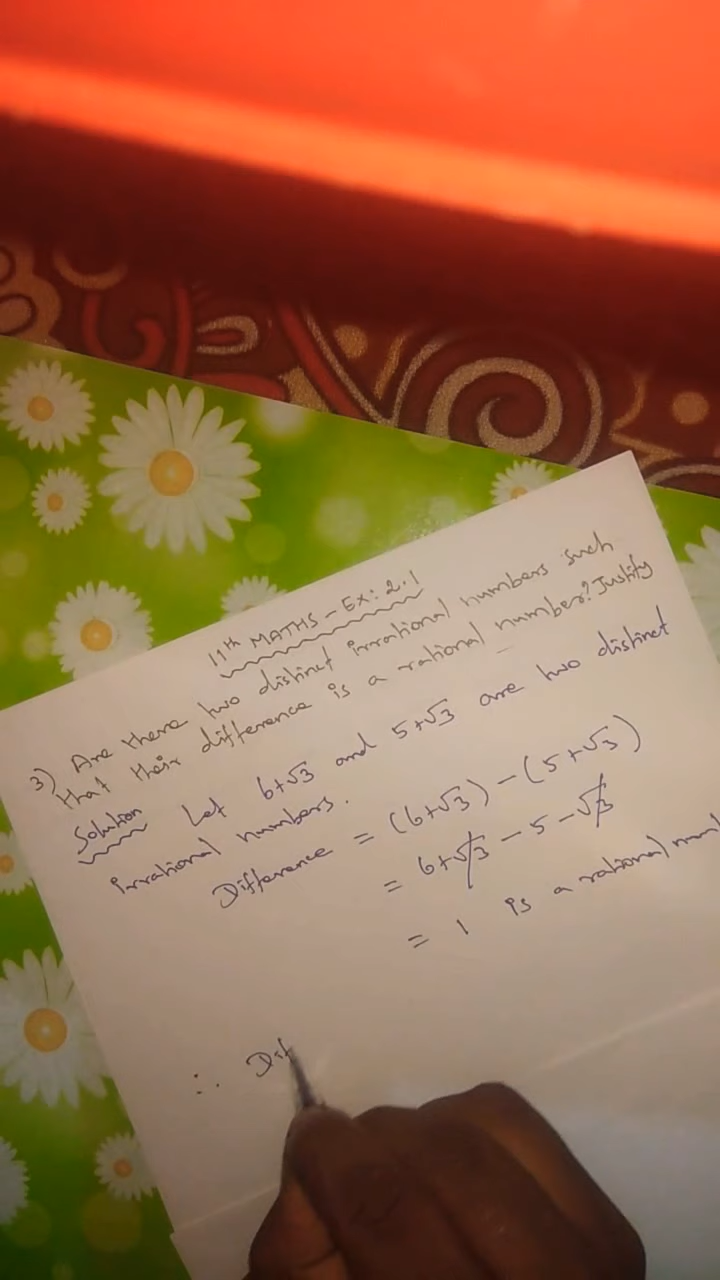 11th MATHS - EX: 2.1
3) Are there two distinct irrational numbers such
that their difference is a rational number? Justify
Solution Let 6+√3 and 5+√3 are two distinct
irrational numbers.
Difference = (6+√3) - (5+√3)
= 6+√3 - 5 - √3
= 1 is a rational num
∴ Dif